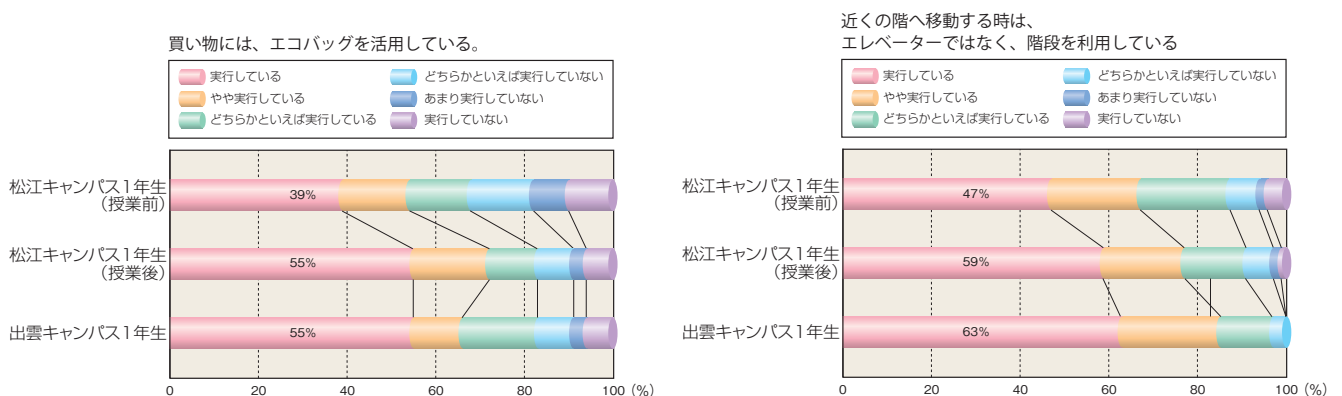 買い物には、エコバッグを活用している。
実行している
やや実行している
どちらかといえば実行している
どちらかといえば実行していない
あまり実行していない
実行していない
松江キャンパス1年生
(授業前)
39%
松江キャンパス1年生
(授業後)
55%
出雲キャンパス1年生
55%
0 20 40 60 80 100 (%)
近くの階へ移動する時は、
エレベーターではなく、階段を利用している
実行している
やや実行している
どちらかといえば実行している
どちらかといえば実行していない
あまり実行していない
実行していない
松江キャンパス1年生
(授業前)
47%
松江キャンパス1年生
(授業後)
59%
出雲キャンパス1年生
63%
0 20 40 60 80 100 (%)